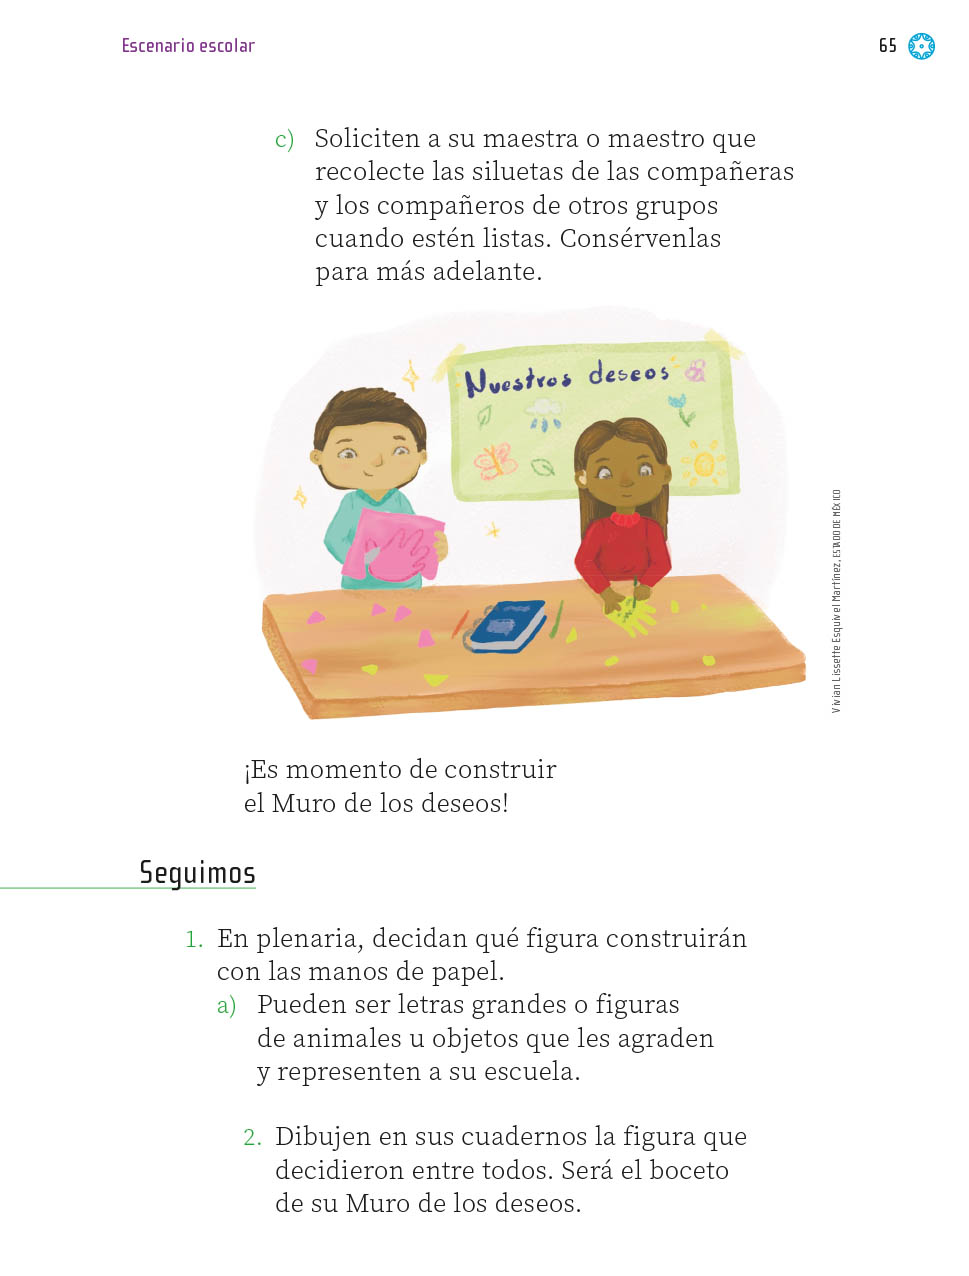 Escenario escolar
65
c) Soliciten a su maestra o maestro que
recolecte las siluetas de las compañeras
y los compañeros de otros grupos
cuando estén listas. Consérvenlas
para más adelante.
Nuestros deseos
Vivian Lissette Esquivel Martínez, ESTADO DE MÉXICO
¡Es momento de construir
el Muro de los deseos!
Seguimos
1. En plenaria, decidan qué figura construirán
con las manos de papel.
a) Pueden ser letras grandes o figuras
de animales u objetos que les agraden
y representen a su escuela.
2. Dibujen en sus cuadernos la figura que
decidieron entre todos. Será el boceto
de su Muro de los deseos.